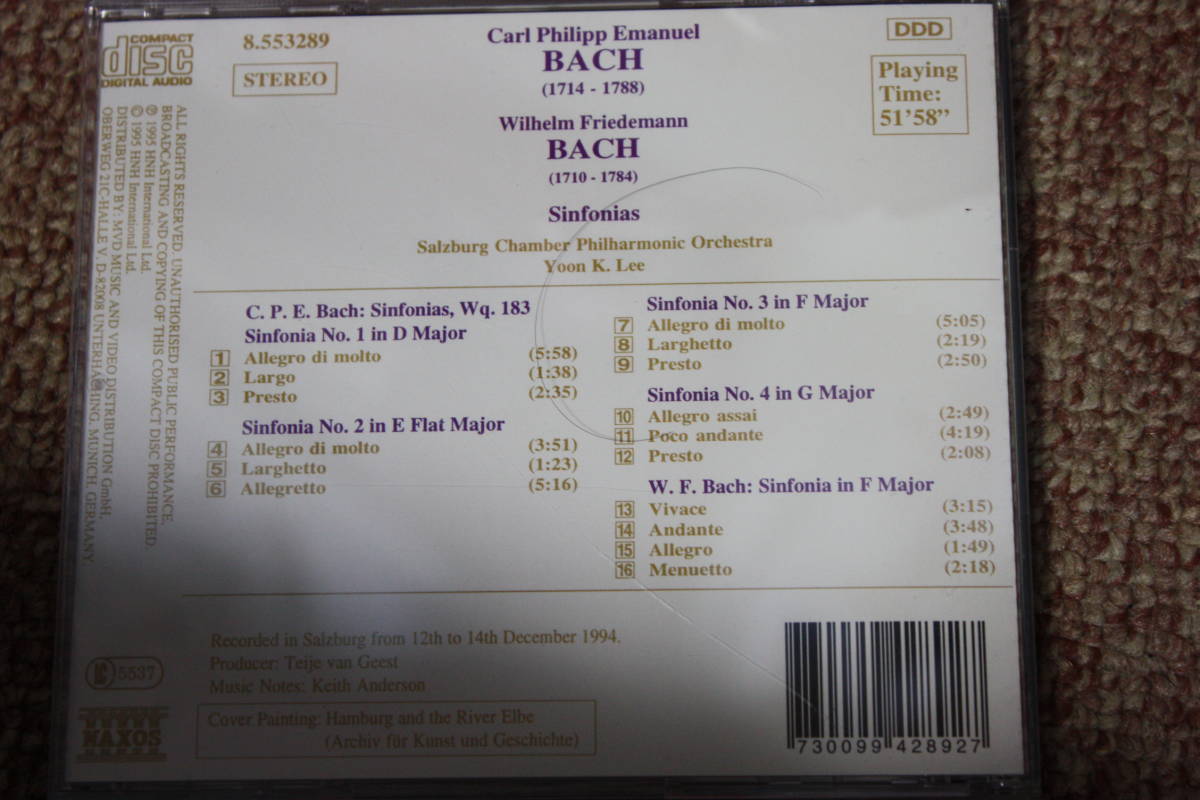 COMPACT
disc
DIGITAL AUDIO
8.553289
STEREO
Carl Philipp Emanuel
BACH
(1714 - 1788)
Wilhelm Friedemann
BACH
(1710 - 1784)
Sinfonias
Salzburg Chamber Philharmonic Orchestra
Yoon K. Lee
DDD
Playing
Time:
51'58"
ALL RIGHTS RESERVED. UNAUTHORISED PUBLIC PERFORMANCE,
BROADCASTING AND COPYING OF THIS COMPACT DISC PROHIBITED.
℗ 1995 HNH International Ltd.
© 1995 HNH International Ltd.
DISTRIBUTED BY: MVD MUSIC AND VIDEO DISTRIBUTION GmbH,
OBERWEG 21C-HALLE V, D-82008 UNTERHACHING, MUNICH, GERMANY
C. P. E. Bach: Sinfonias, Wq. 183
Sinfonia No. 1 in D Major
1 Allegro di molto (5:58)
2 Largo (1:38)
3 Presto (2:35)
Sinfonia No. 2 in E Flat Major
4 Allegro di molto (3:51)
5 Larghetto (1:23)
6 Allegretto (5:16)
Sinfonia No. 3 in F Major
7 Allegro di molto (5:05)
8 Larghetto (2:19)
9 Presto (2:50)
Sinfonia No. 4 in G Major
10 Allegro assai (2:49)
11 Poco andante (4:19)
12 Presto (2:08)
W. F. Bach: Sinfonia in F Major
13 Vivace (3:15)
14 Andante (3:48)
15 Allegro (1:49)
16 Menuetto (2:18)
Recorded in Salzburg from 12th to 14th December 1994.
Producer: Teije van Geest
Music Notes: Keith Anderson
Cover Painting: Hamburg and the River Elbe
(Archiv für Kunst und Geschichte)
5537
NAXOS
730099 428927